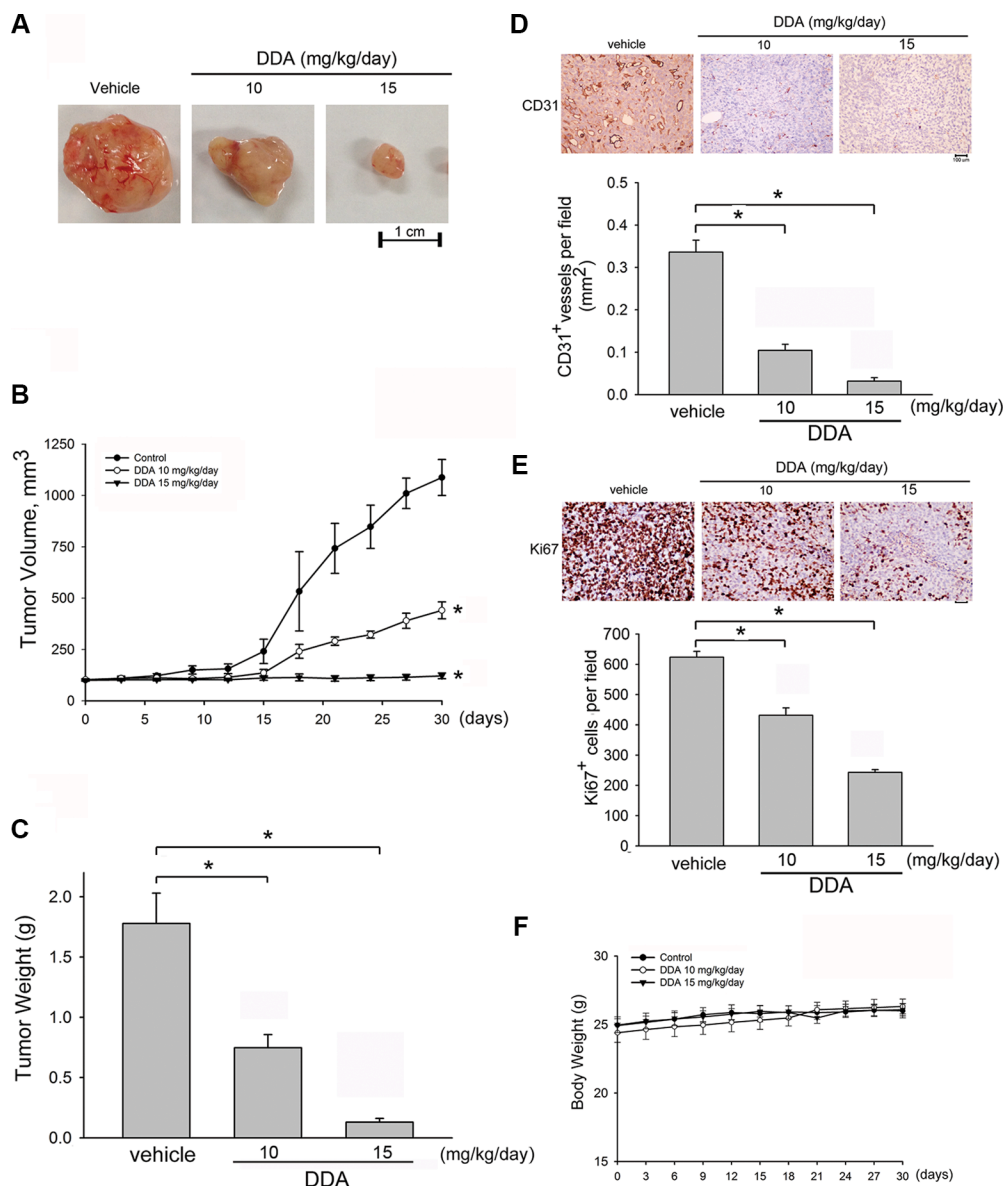 A
DDA (mg/kg/day)
Vehicle 10 15
1 cm
B
Tumor Volume, mm3
1250
1000
750
500
250
0
Control
DDA 10 mg/kg/day
DDA 15 mg/kg/day
*
*
0 5 10 15 20 25 30 (days)
C
Tumor Weight (g)
2.0
1.5
1.0
0.5
0.0
*
*
vehicle 10 15 (mg/kg/day)
DDA
D
DDA (mg/kg/day)
vehicle 10 15
CD31
100 µm
CD31+ vessels per field
(mm2)
0.5
0.4
0.3
0.2
0.1
0.0
*
*
vehicle 10 15 (mg/kg/day)
DDA
E
DDA (mg/kg/day)
vehicle 10 15
Ki67
Ki67+ cells per field
700
600
500
400
300
200
100
0
*
*
vehicle 10 15 (mg/kg/day)
DDA
F
Body Weight (g)
30
25
20
15
Control
DDA 10 mg/kg/day
DDA 15 mg/kg/day
0 3 6 9 12 15 18 21 24 27 30 (days)